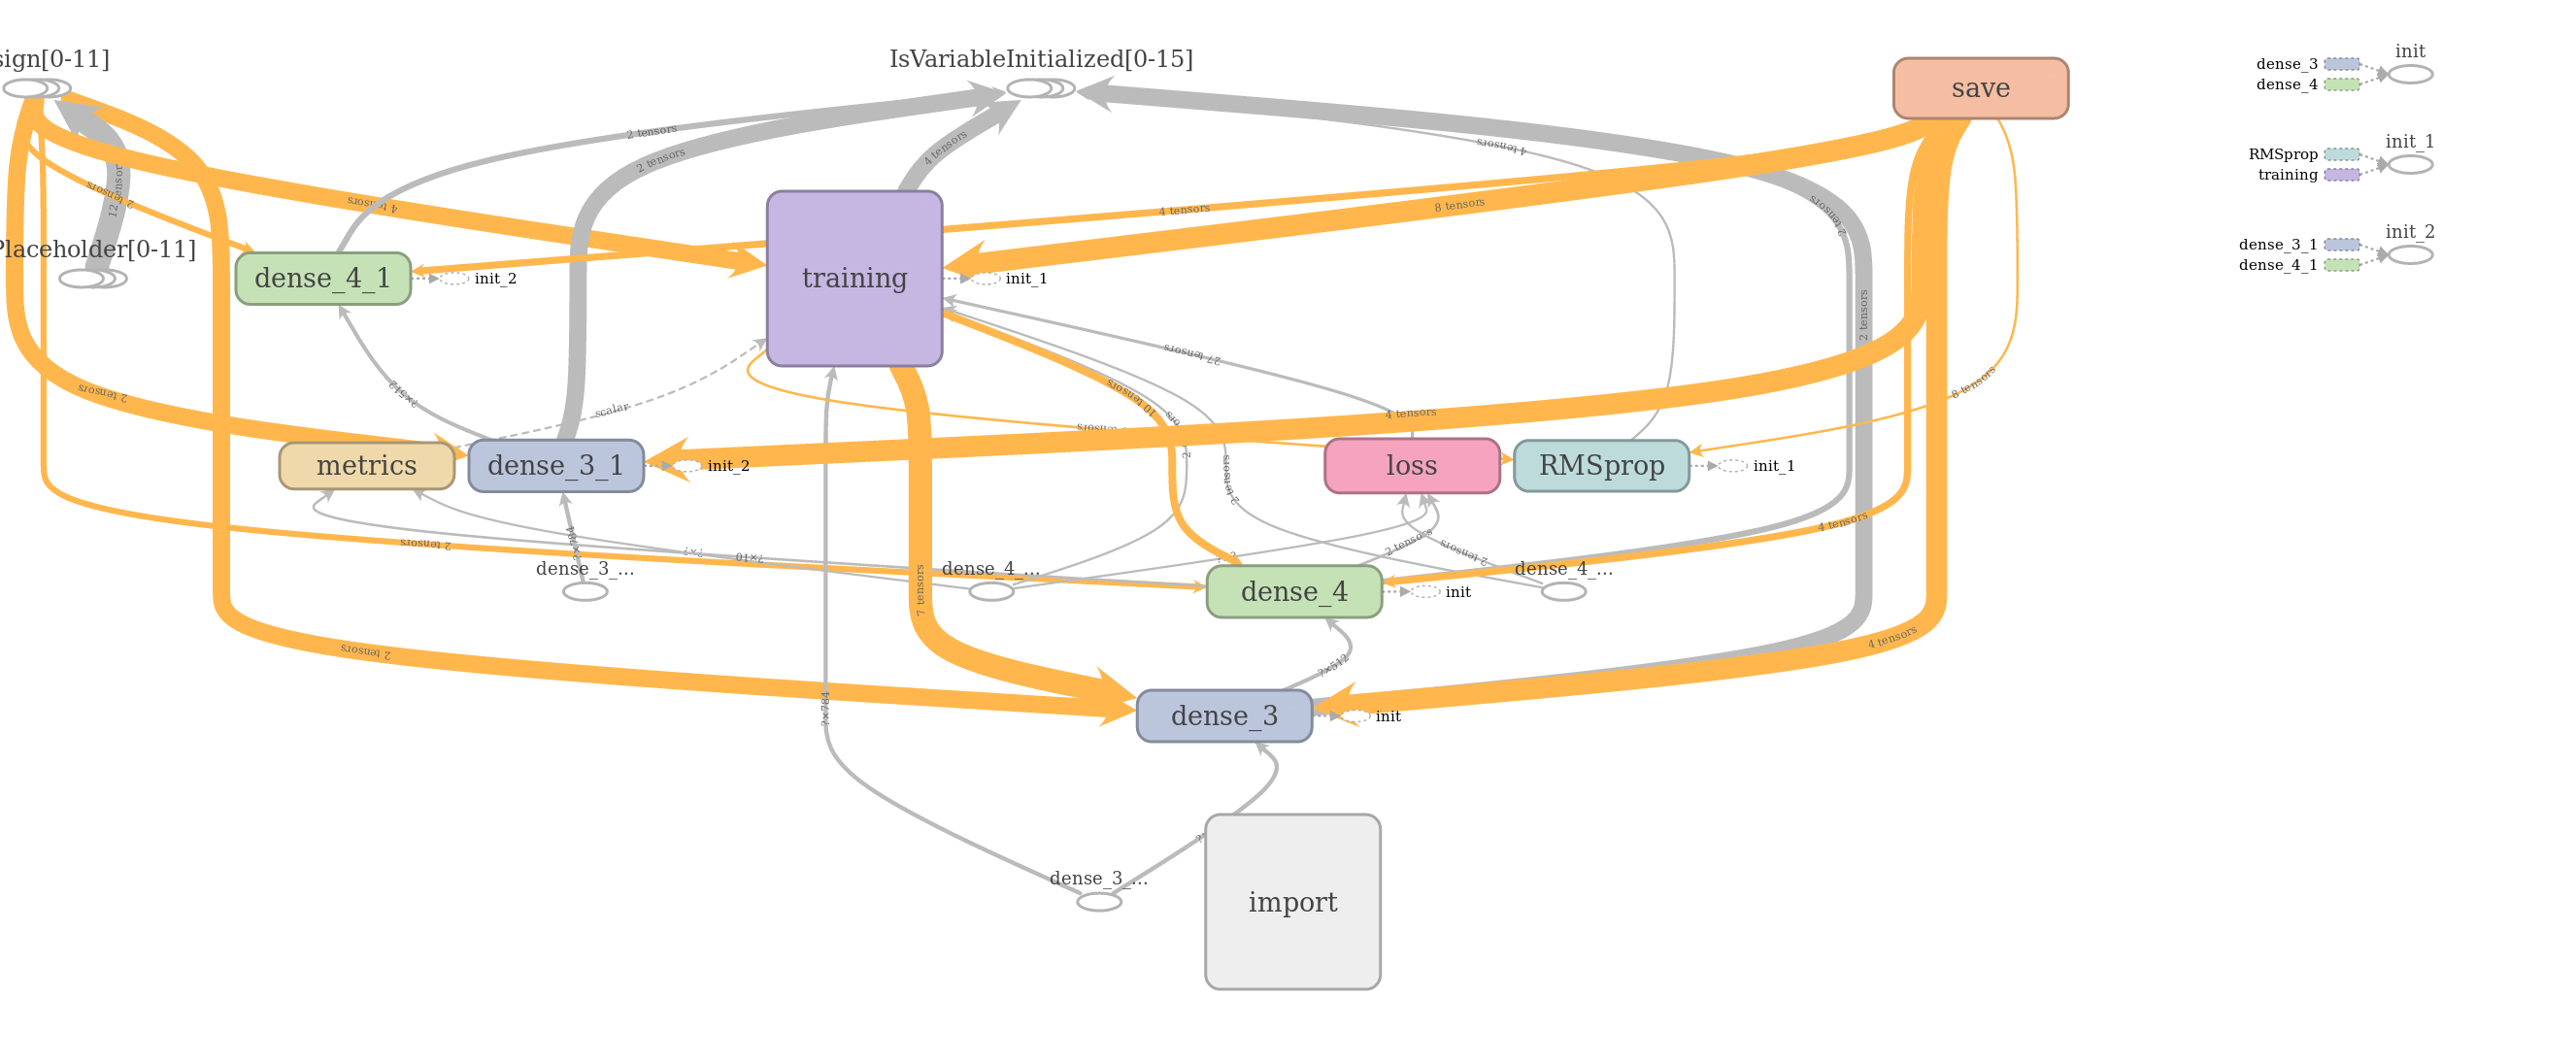 sign[0-11]
IsVariableInitialized[0-15]
save
init
dense_3
dense_4
2 tensors
2 tensors
4 tensors
4 tensors
init_1
RMSprop
training
12 tensor
2 tensors
4 tensors
4 tensors
8 tensors
2 tensors
Placeholder[0-11]
dense_4_1
init_2
training
init_1
init_2
dense_3_1
dense_4_1
2 tensors
27 tensors
2 tensors
?×512
scalar
10 tensors
4 tensors
8 tensors
metrics
dense_3_1
init_2
loss
RMSprop
init_1
2 tensors
2 tensors
?×784
?×?
?×10
2 tensors
2 tensors
4 tensors
dense_3_...
dense_4_...
dense_4
init
dense_4_...
7 tensors
2 tensors
?×512
4 tensors
?×784
dense_3
init
dense_3_...
import